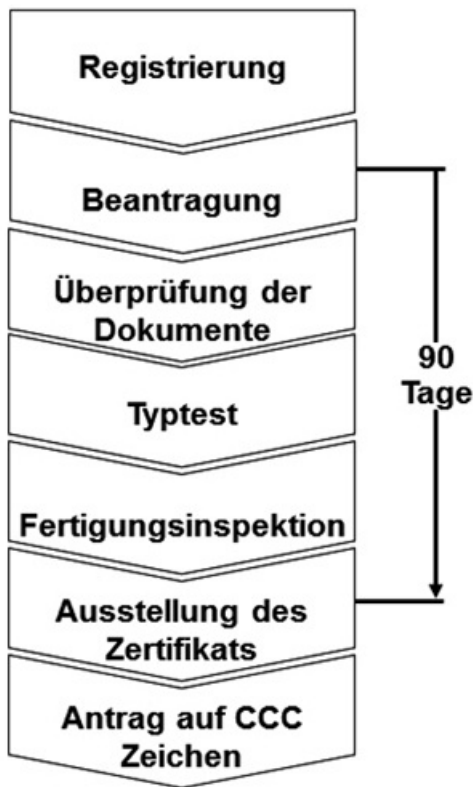 Registrierung
Beantragung
Überprüfung der
Dokumente
Typtest
90
Tage
Fertigungsinspektion
Ausstellung des
Zertifikats
Antrag auf CCC
Zeichen